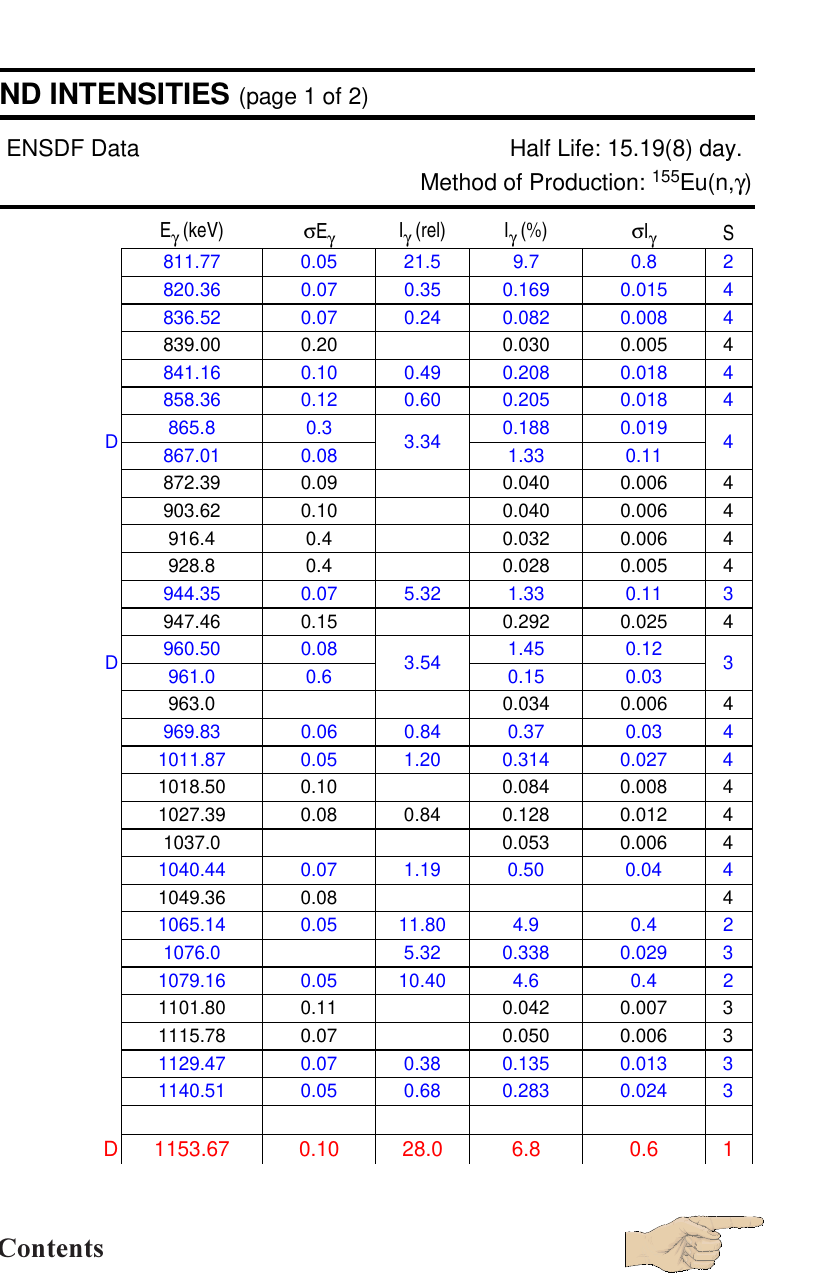 ND INTENSITIES (page 1 of 2)
ENSDF Data Half Life: 15.19(8) day.
Method of Production: ¹⁵⁵Eu(n,γ)
Eγ (keV) σEγ Iγ (rel) Iγ (%) σIγ S
811.77 0.05 21.5 9.7 0.8 2
820.36 0.07 0.35 0.169 0.015 4
836.52 0.07 0.24 0.082 0.008 4
839.00 0.20 0.030 0.005 4
841.16 0.10 0.49 0.208 0.018 4
858.36 0.12 0.60 0.205 0.018 4
865.8 0.3 0.188 0.019
D 3.34 4
867.01 0.08 1.33 0.11
872.39 0.09 0.040 0.006 4
903.62 0.10 0.040 0.006 4
916.4 0.4 0.032 0.006 4
928.8 0.4 0.028 0.005 4
944.35 0.07 5.32 1.33 0.11 3
947.46 0.15 0.292 0.025 4
960.50 0.08 1.45 0.12
D 3.54 3
961.0 0.6 0.15 0.03
963.0 0.034 0.006 4
969.83 0.06 0.84 0.37 0.03 4
1011.87 0.05 1.20 0.314 0.027 4
1018.50 0.10 0.084 0.008 4
1027.39 0.08 0.84 0.128 0.012 4
1037.0 0.053 0.006 4
1040.44 0.07 1.19 0.50 0.04 4
1049.36 0.08 4
1065.14 0.05 11.80 4.9 0.4 2
1076.0 5.32 0.338 0.029 3
1079.16 0.05 10.40 4.6 0.4 2
1101.80 0.11 0.042 0.007 3
1115.78 0.07 0.050 0.006 3
1129.47 0.07 0.38 0.135 0.013 3
1140.51 0.05 0.68 0.283 0.024 3
D 1153.67 0.10 28.0 6.8 0.6 1
Contents